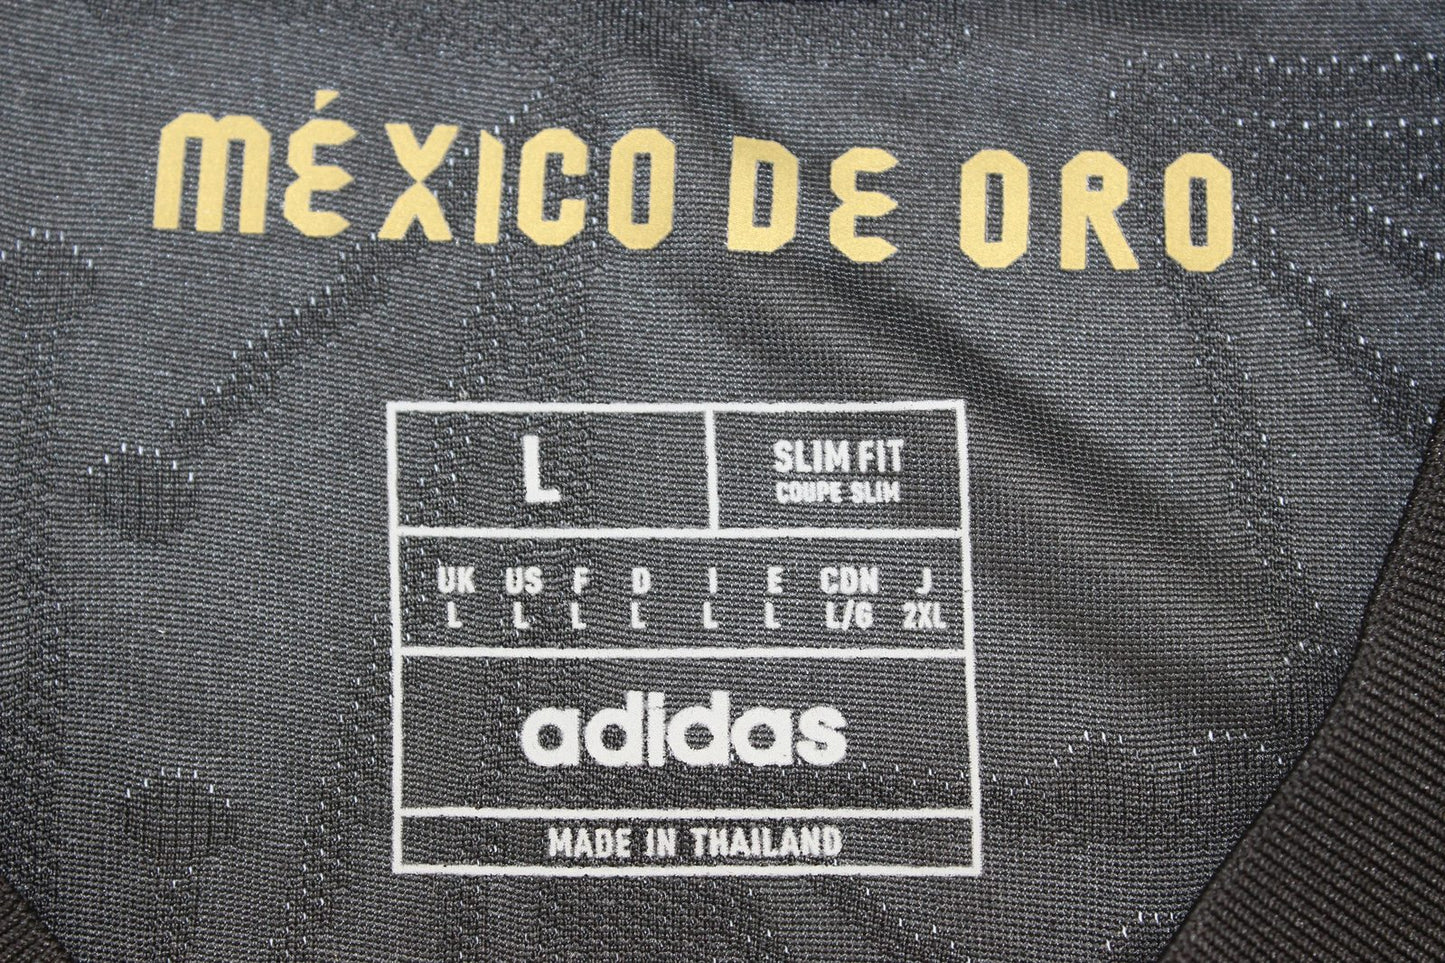 MÉXICO DE ORO
L
SLIM FIT
COUPE SLIM
UK US F D I E CDN J
L L L L L L L/G 2XL
adidas
MADE IN THAILAND